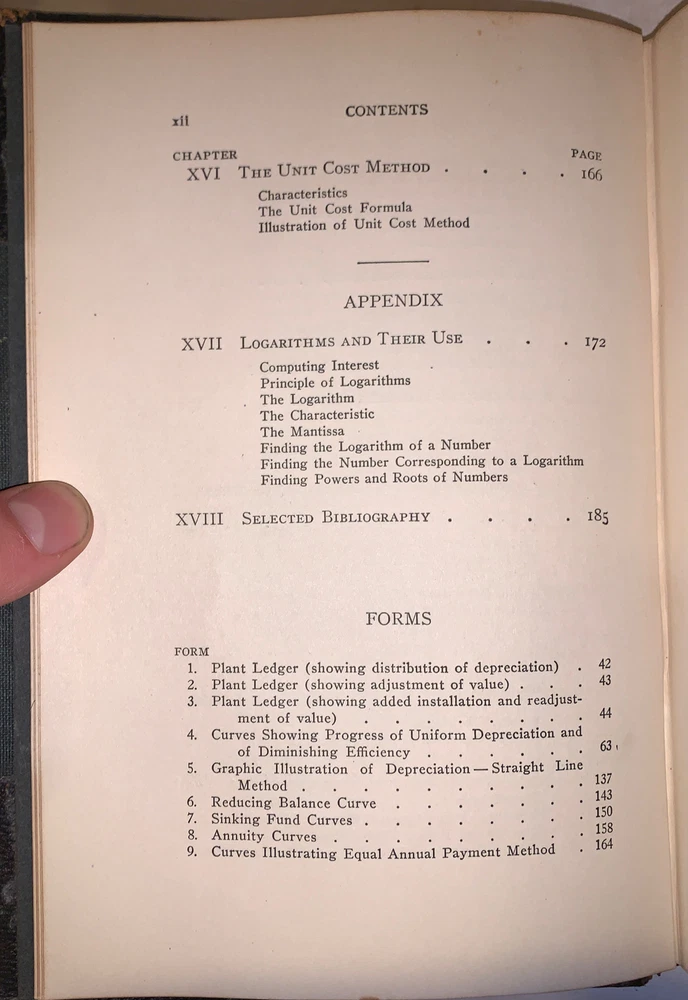 xii CONTENTS
CHAPTER PAGE
XVI THE UNIT COST METHOD . . . . 166
Characteristics
The Unit Cost Formula
Illustration of Unit Cost Method
APPENDIX
XVII LOGARITHMS AND THEIR USE . . . 172
Computing Interest
Principle of Logarithms
The Logarithm
The Characteristic
The Mantissa
Finding the Logarithm of a Number
Finding the Number Corresponding to a Logarithm
Finding Powers and Roots of Numbers
XVIII SELECTED BIBLIOGRAPHY . . . . 185
FORMS
FORM
1. Plant Ledger (showing distribution of depreciation) . 42
2. Plant Ledger (showing adjustment of value) . . . 43
3. Plant Ledger (showing added installation and readjust-
ment of value) . . . . . . . . 44
4. Curves Showing Progress of Uniform Depreciation and
of Diminishing Efficiency . . . . . . 63
5. Graphic Illustration of Depreciation — Straight Line
Method . . . . . . . . . . 137
6. Reducing Balance Curve . . . . . . . 143
7. Sinking Fund Curves . . . . . . . . 150
8. Annuity Curves . . . . . . . . . 158
9. Curves Illustrating Equal Annual Payment Method . 164